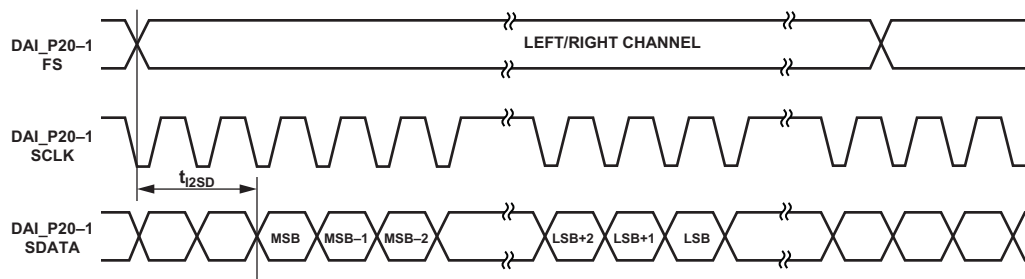 DAI_P20–1
FS
LEFT/RIGHT CHANNEL
DAI_P20–1
SCLK
tI2SD
DAI_P20–1
SDATA
MSB
MSB–1
MSB–2
LSB+2
LSB+1
LSB